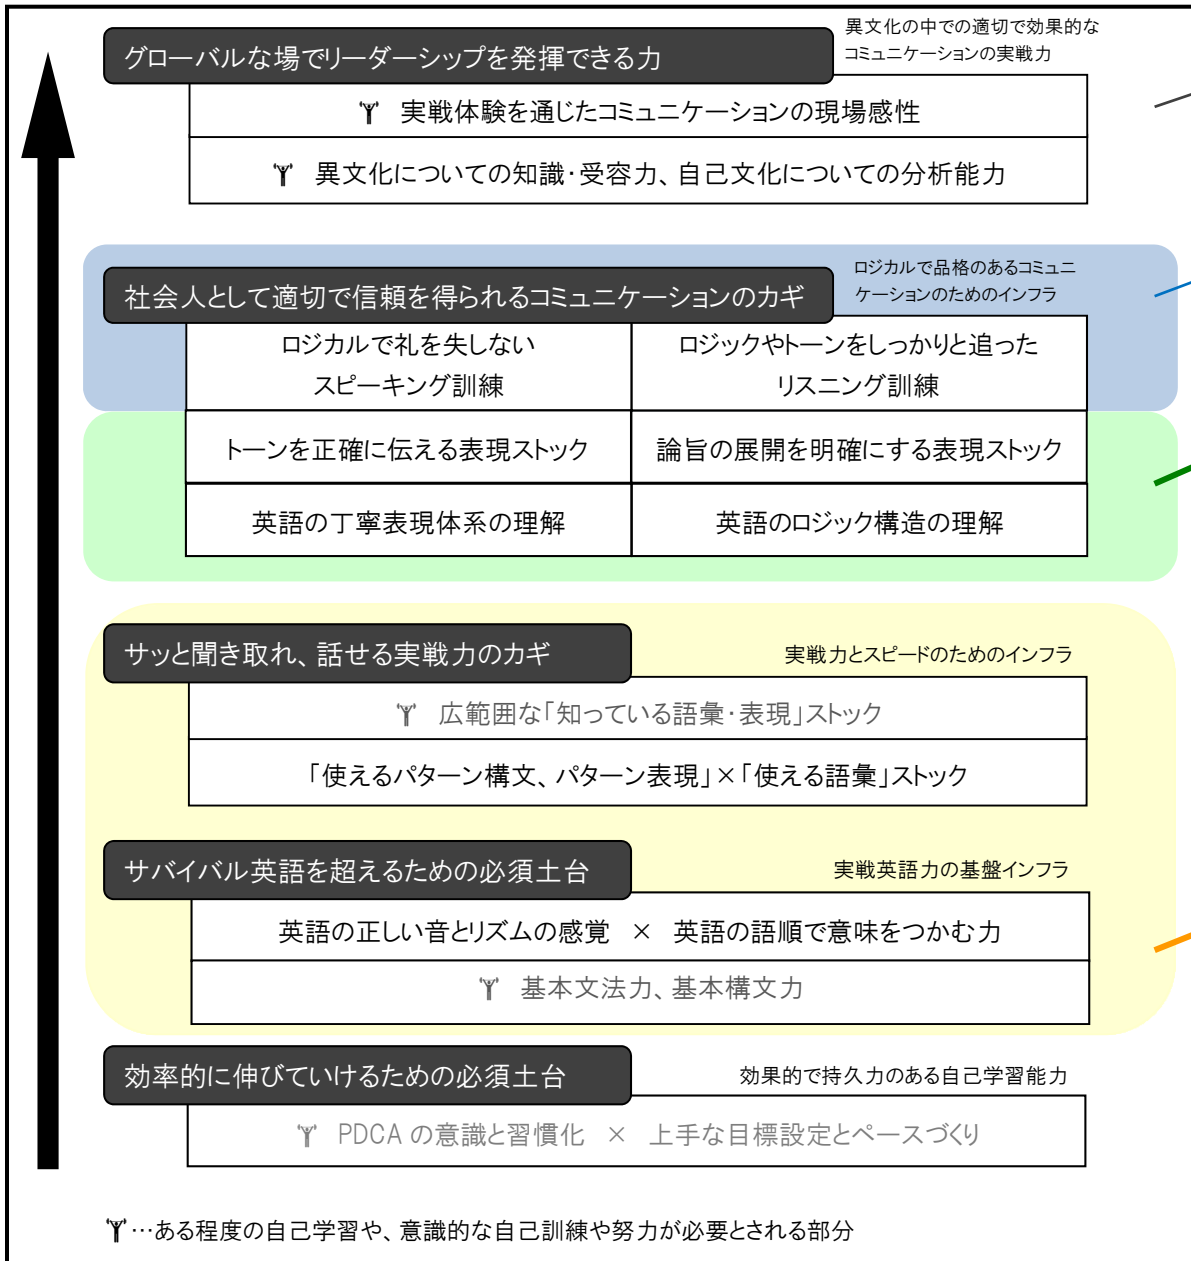 異文化の中での適切で効果的な
コミュニケーションの実戦力
グローバルな場でリーダーシップを発揮できる力
実戦体験を通じたコミュニケーションの現場感性
異文化についての知識・受容力、自己文化についての分析能力
ロジカルで品格のあるコミュニ
ケーションのためのインフラ
社会人として適切で信頼を得られるコミュニケーションのカギ
ロジカルで礼を失しない
スピーキング訓練
ロジックやトーンをしっかりと追った
リスニング訓練
トーンを正確に伝える表現ストック
論旨の展開を明確にする表現ストック
英語の丁寧表現体系の理解
英語のロジック構造の理解
サッと聞き取れ、話せる実戦力のカギ
実戦力とスピードのためのインフラ
広範囲な「知っている語彙・表現」ストック
「使えるパターン構文、パターン表現」×「使える語彙」ストック
サバイバル英語を超えるための必須土台
実戦英語力の基盤インフラ
英語の正しい音とリズムの感覚 × 英語の語順で意味をつかむ力
基本文法力、基本構文力
効率的に伸びていけるための必須土台
効果的で持久力のある自己学習能力
PDCA の意識と習慣化 × 上手な目標設定とペースづくり
…ある程度の自己学習や、意識的な自己訓練や努力が必要とされる部分